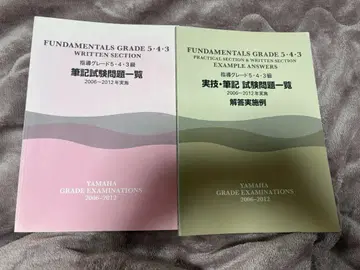 FUNDAMENTALS GRADE 5・4・3
WRITTEN SECTION
指導グレード5・4・3級
筆記試験問題一覧
2006〜2012年実施
YAMAHA
GRADE EXAMINATIONS
2006-2012
FUNDAMENTALS GRADE 5・4・3
PRACTICAL SECTION & WRITTEN SECTION
EXAMPLE ANSWERS
指導グレード5・4・3級
実技・筆記 試験問題一覧
2006〜2012年実施
解答実施例
YAMAHA
GRADE EXAMINATIONS
2006-2012